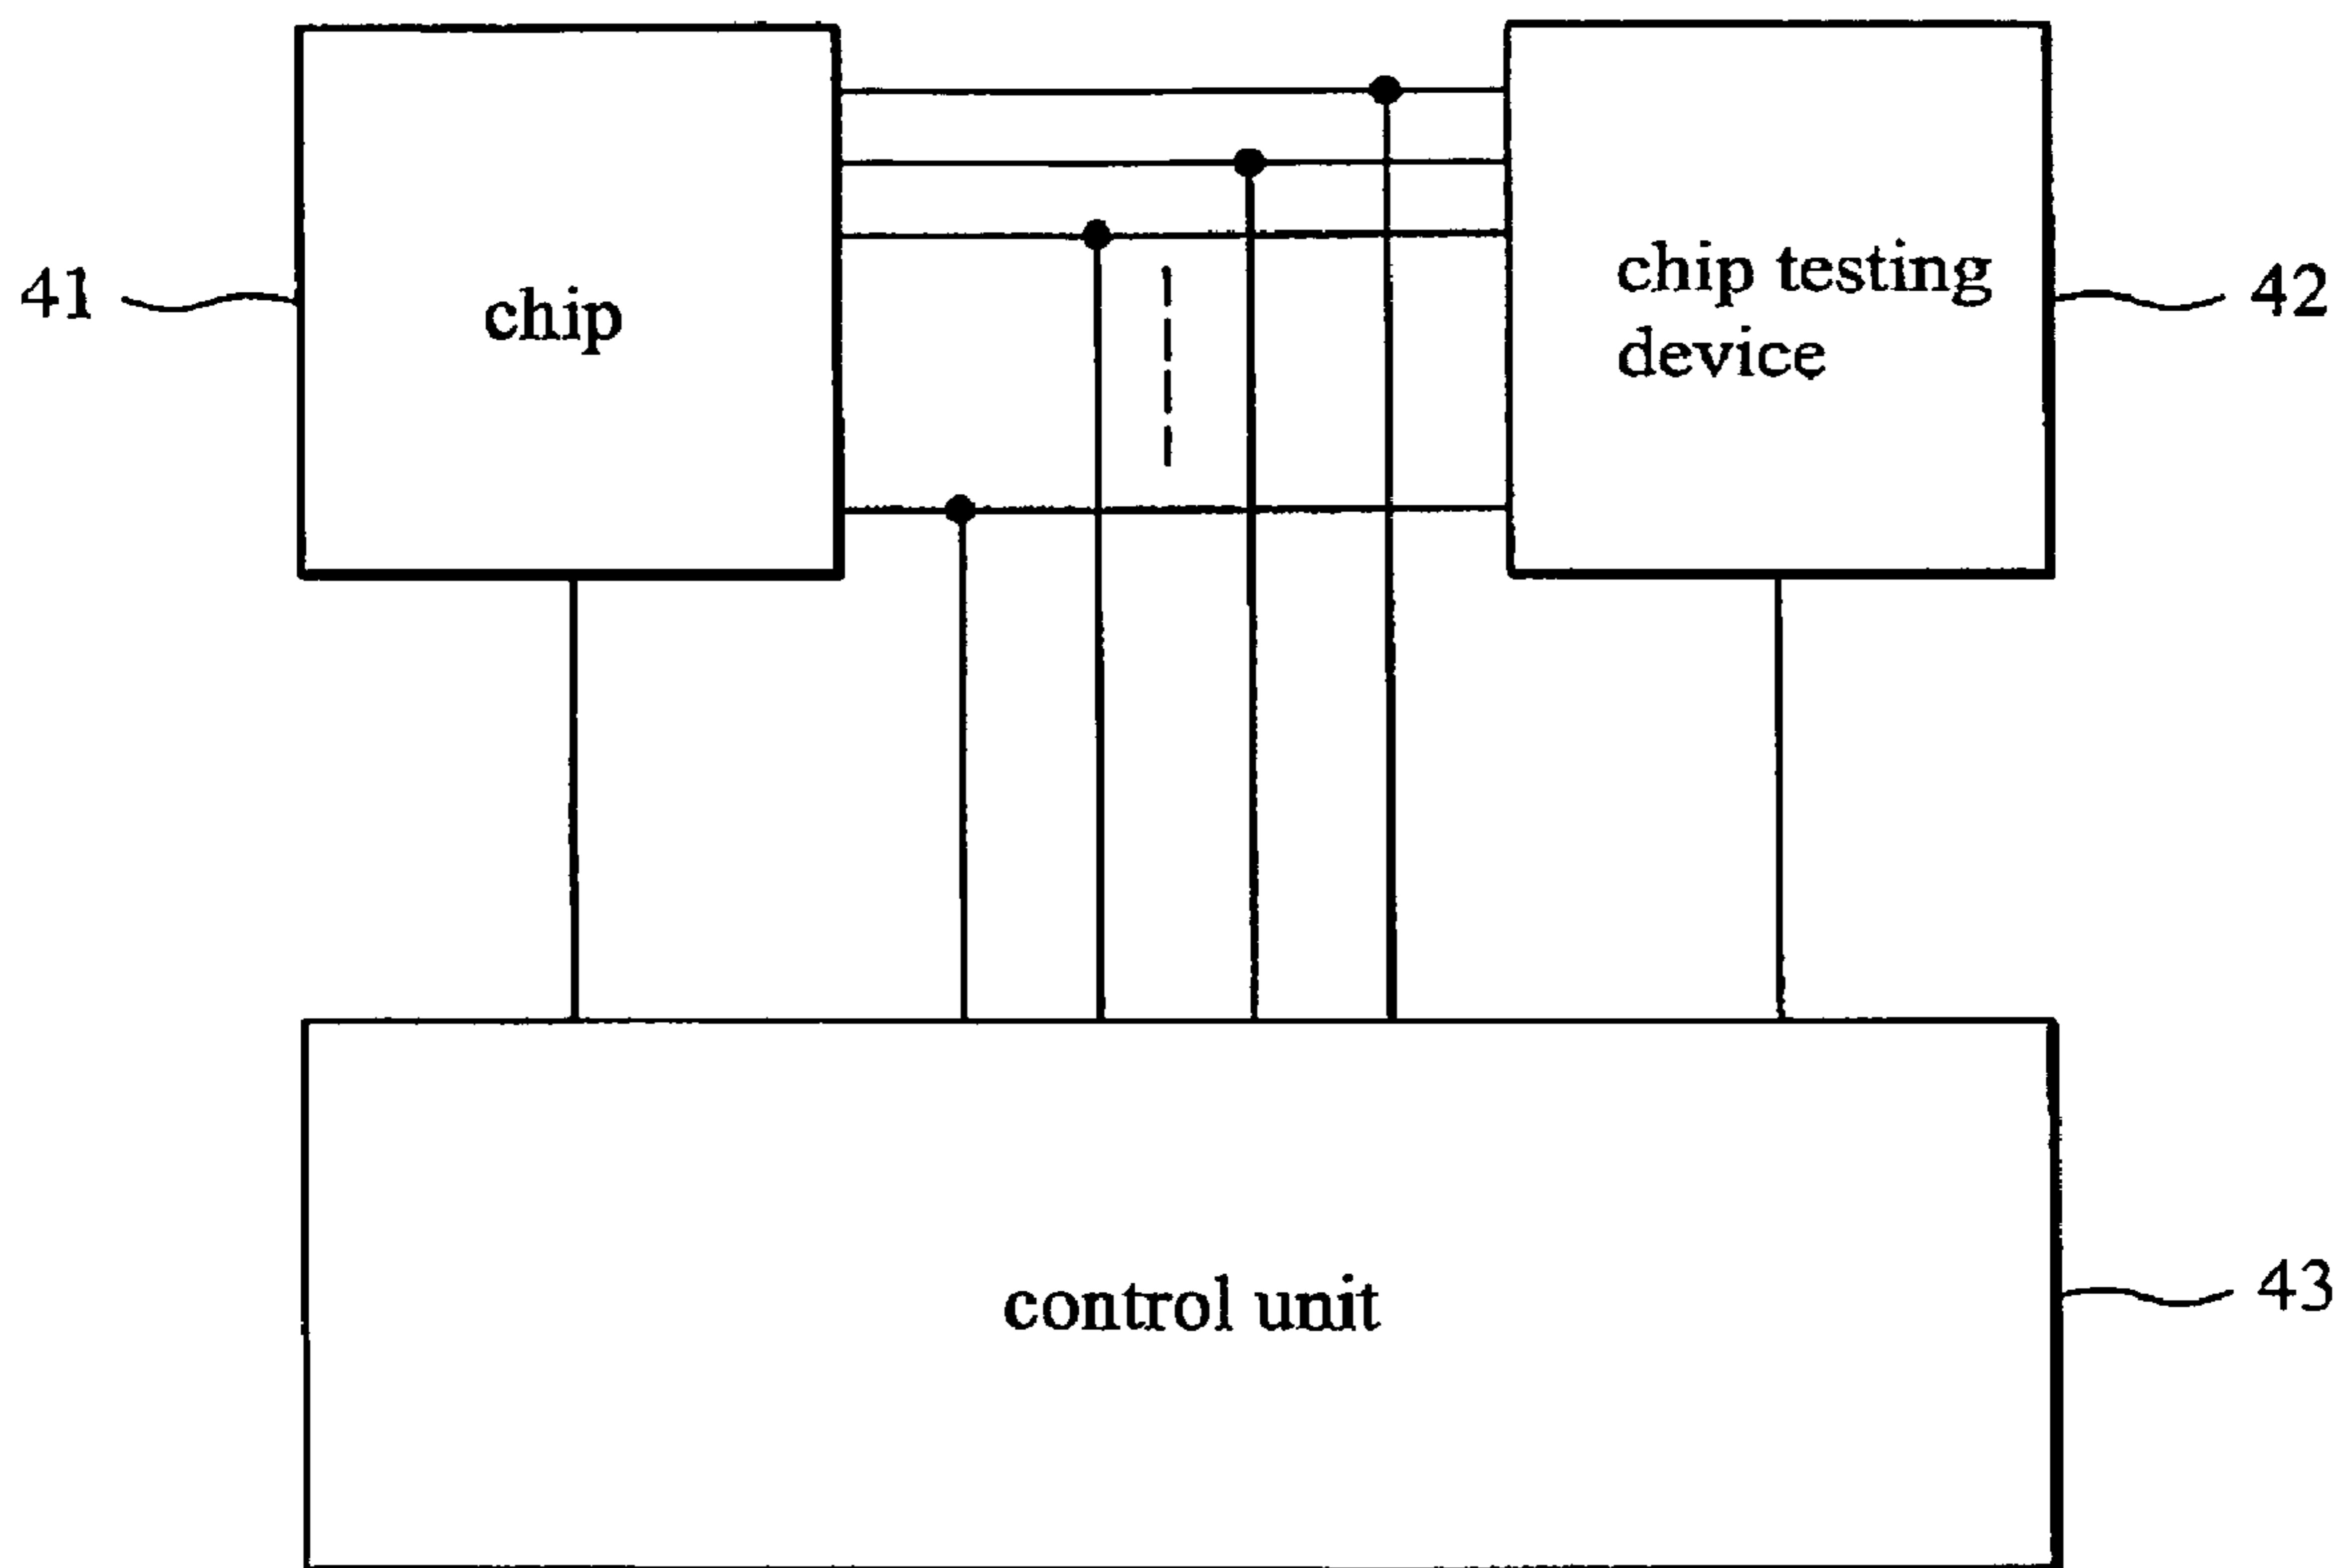 41
chip
chip testing
device
42
control unit
43